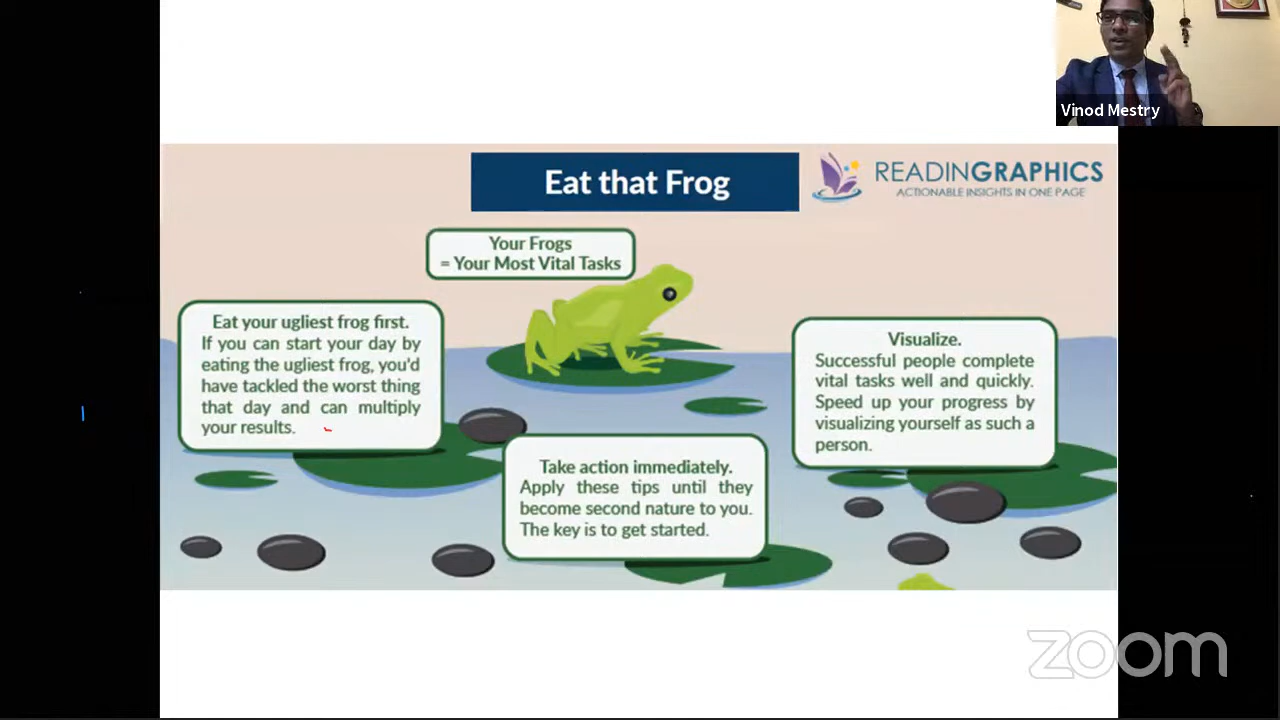 Vinod Mestry
Eat that Frog
READINGRAPHICS
ACTIONABLE INSIGHTS IN ONE PAGE
Your Frogs
= Your Most Vital Tasks
Eat your ugliest frog first.
If you can start your day by
eating the ugliest frog, you'd
have tackled the worst thing
that day and can multiply
your results.
Visualize.
Successful people complete
vital tasks well and quickly.
Speed up your progress by
visualizing yourself as such a
person.
Take action immediately.
Apply these tips until they
become second nature to you.
The key is to get started.
zoom